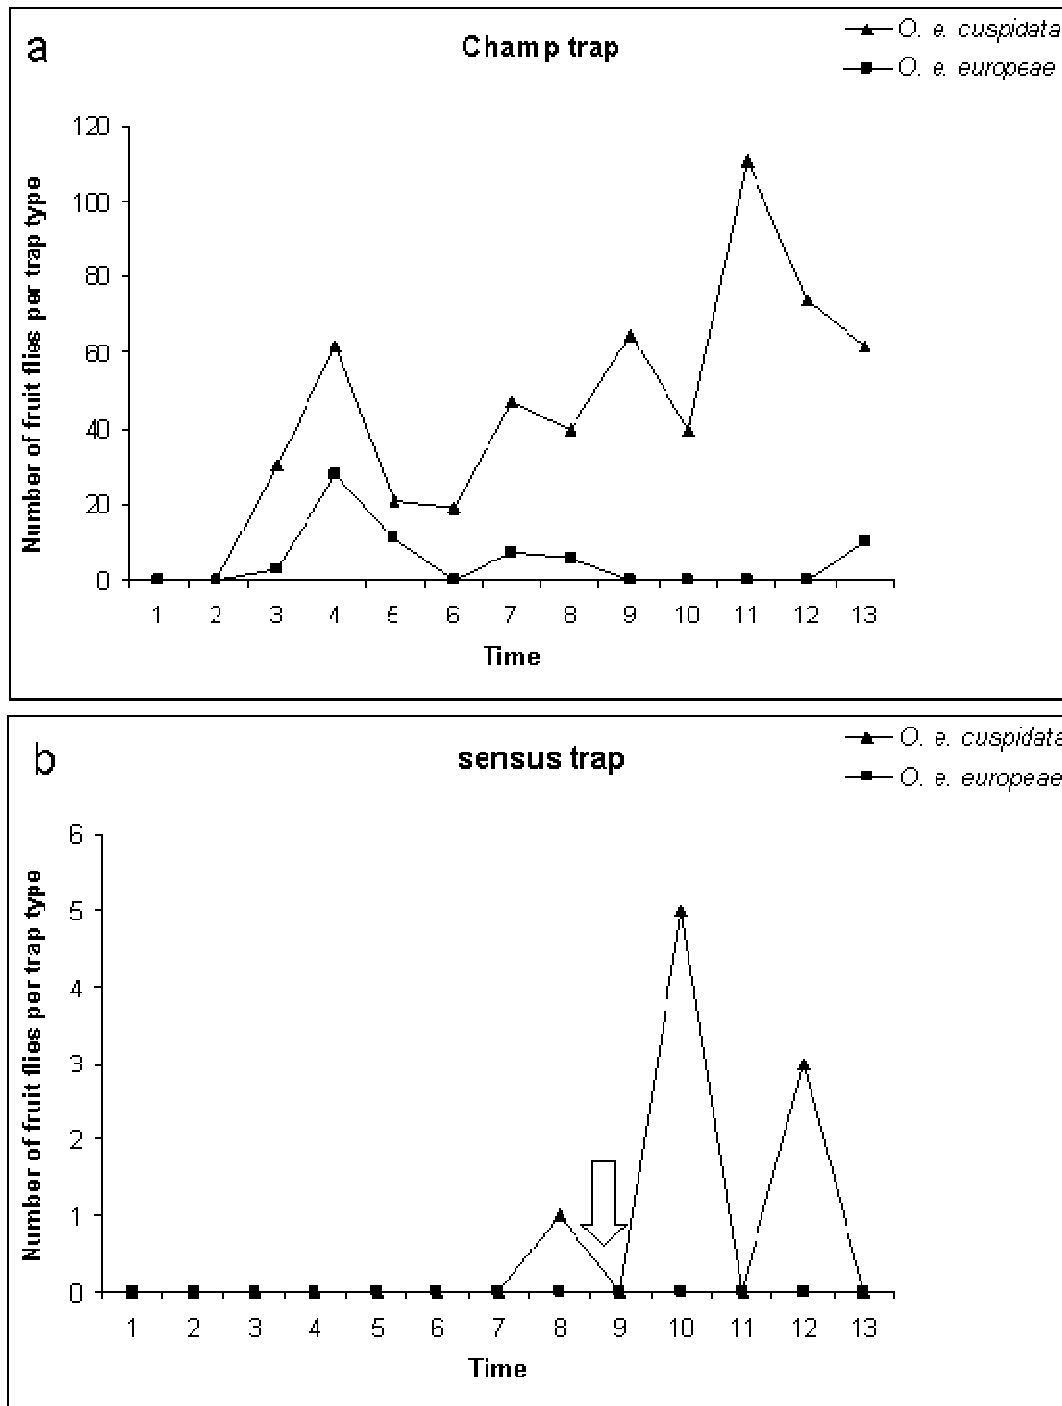 a
Champ trap
O. e. cuspidata
O. e. europeae
Number of fruit flies per trap type
120
100
80
60
40
20
0
1 2 3 4 5 6 7 8 9 10 11 12 13
Time
b
sensus trap
O. e. cuspidata
O. e. europeae
Number of fruit flies per trap type
6
5
4
3
2
1
0
1 2 3 4 5 6 7 8 9 10 11 12 13
Time